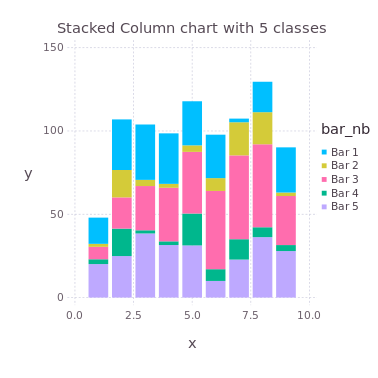 Stacked Column chart with 5 classes
150
100
50
0
y
0.0 2.5 5.0 7.5 10.0
x
bar_nb
Bar 1
Bar 2
Bar 3
Bar 4
Bar 5